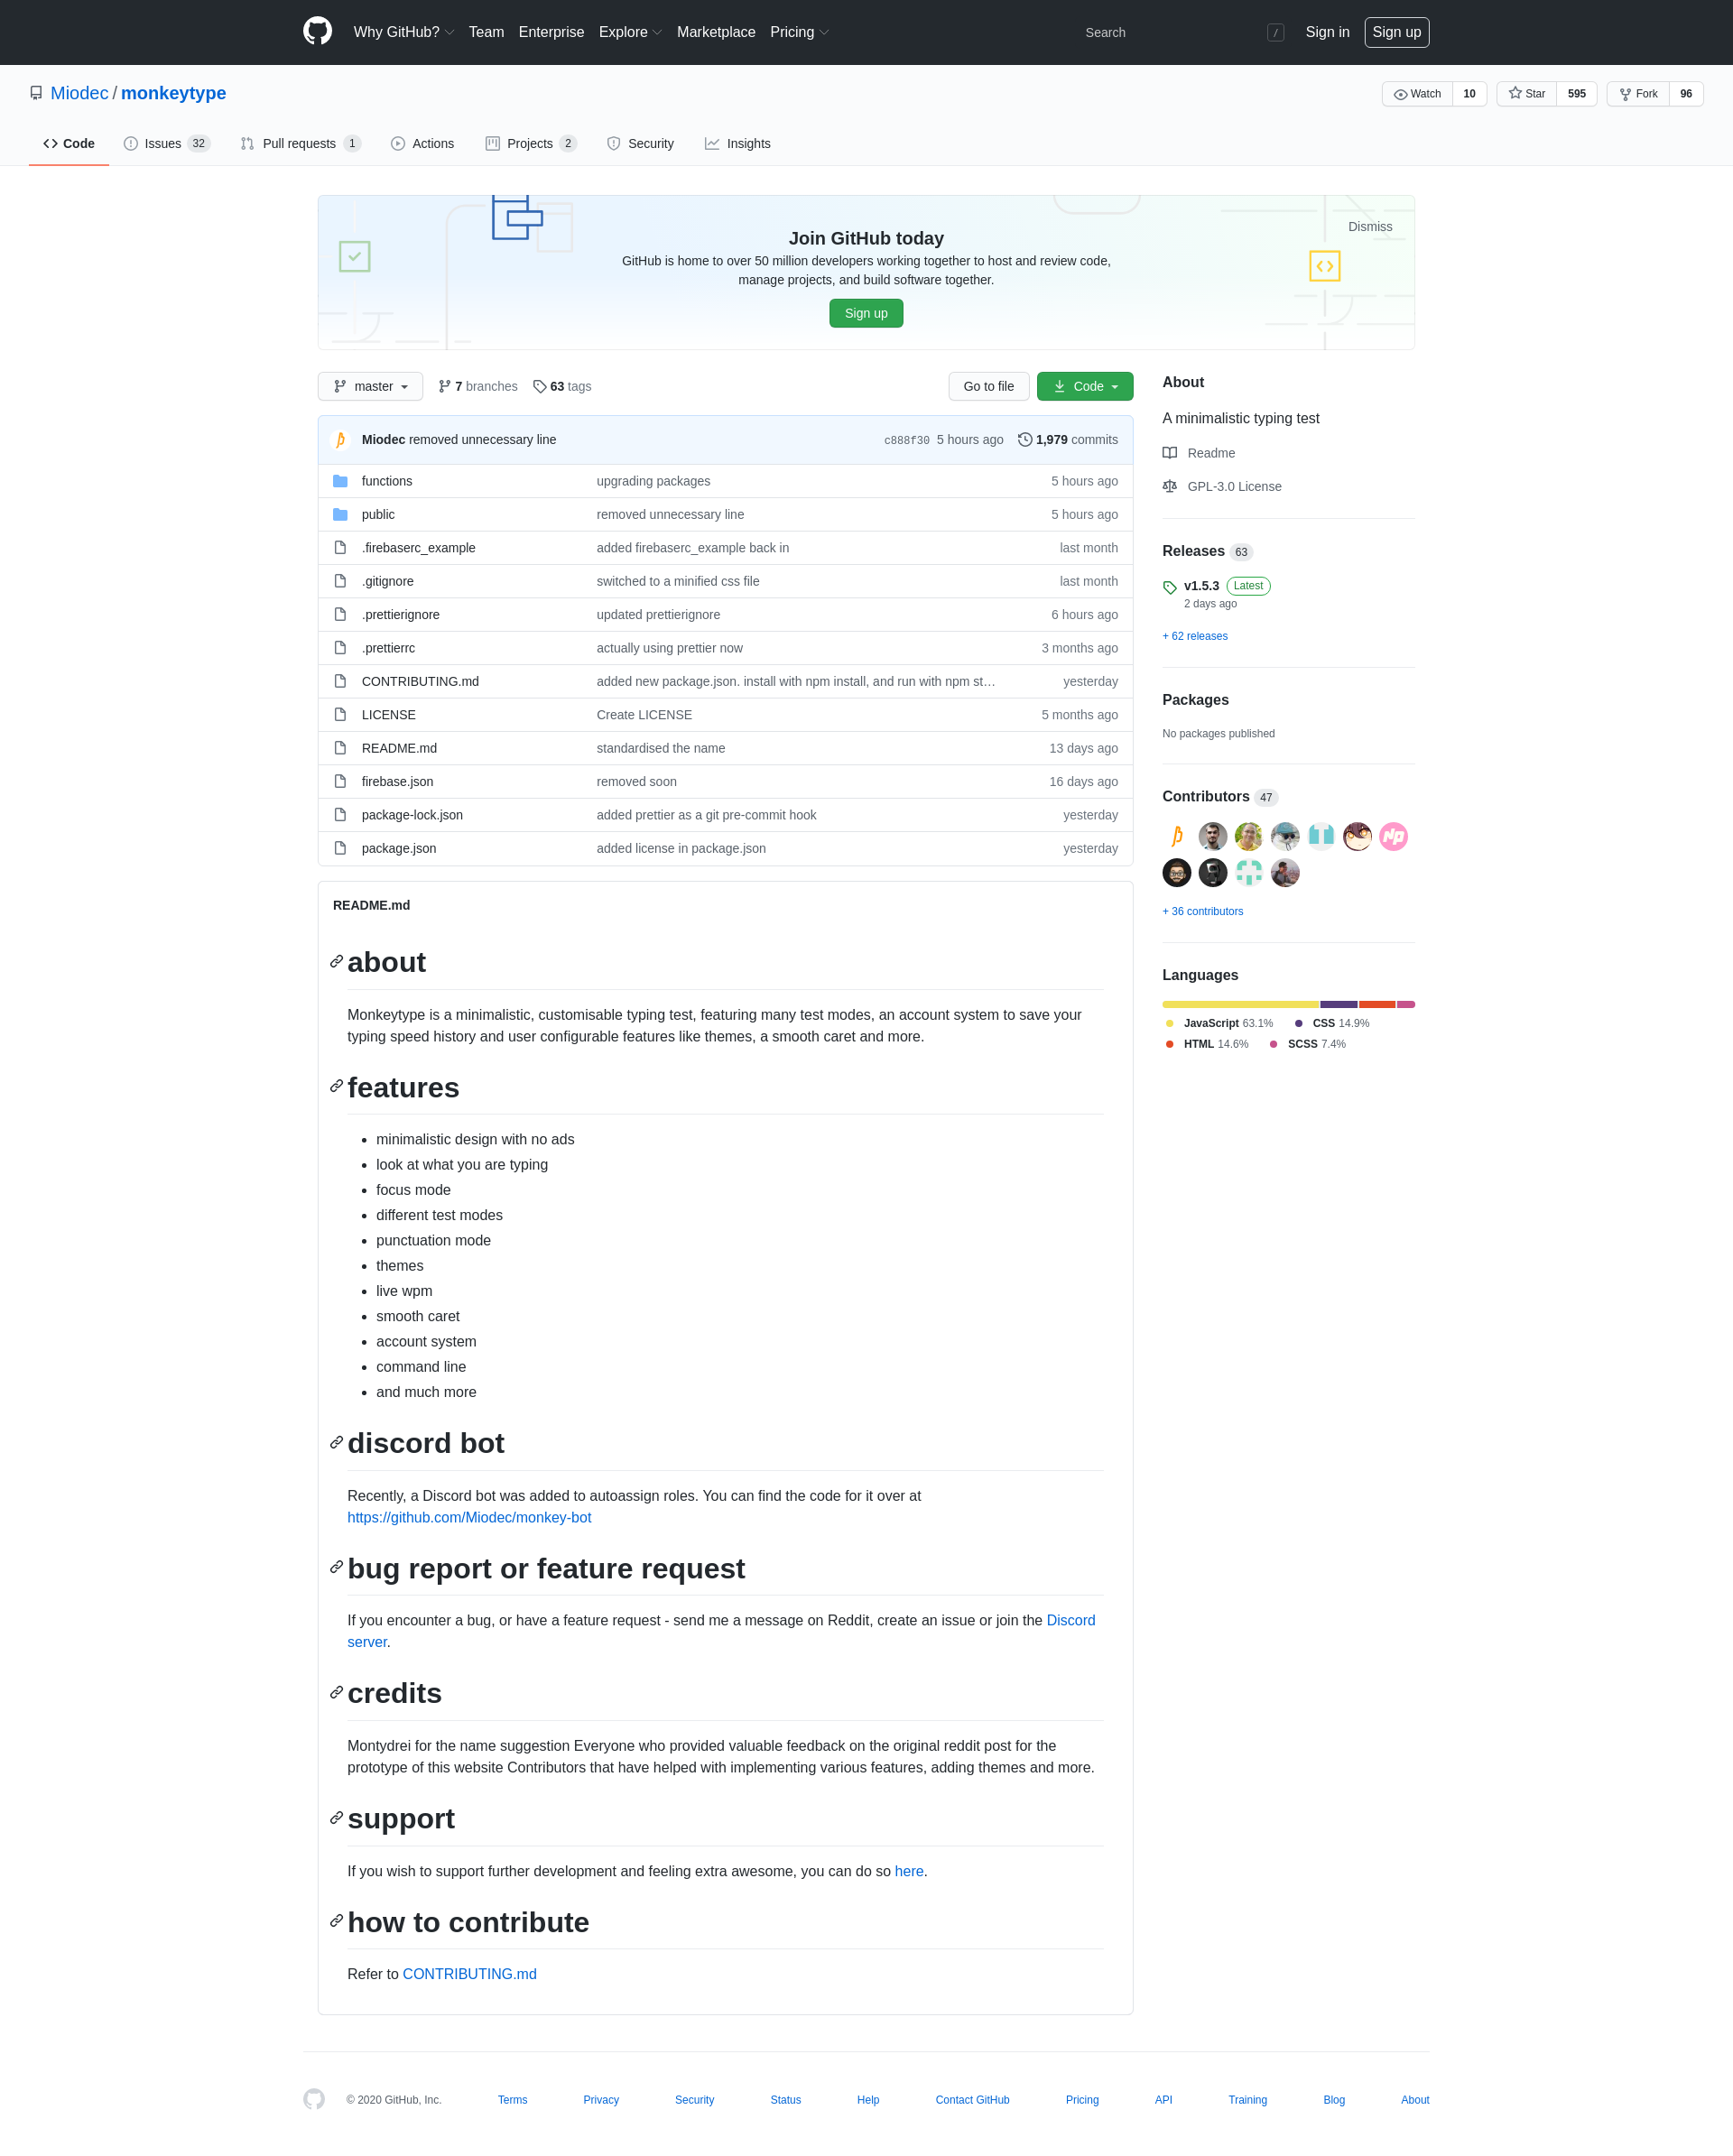 Why GitHub? Team Enterprise Explore Marketplace Pricing Search / Sign in Sign up
Miodec / monkeytype Watch 10 Star 595 Fork 96
Code Issues 32 Pull requests 1 Actions Projects 2 Security Insights
Dismiss
Join GitHub today
GitHub is home to over 50 million developers working together to host and review code,
manage projects, and build software together.
Sign up
master 7 branches 63 tags Go to file Code
Miodec removed unnecessary line c888f30 5 hours ago 1,979 commits
functions upgrading packages 5 hours ago
public removed unnecessary line 5 hours ago
.firebaserc_example added firebaserc_example back in last month
.gitignore switched to a minified css file last month
.prettierignore updated prettierignore 6 hours ago
.prettierrc actually using prettier now 3 months ago
CONTRIBUTING.md added new package.json. install with npm install, and run with npm st… yesterday
LICENSE Create LICENSE 5 months ago
README.md standardised the name 13 days ago
firebase.json removed soon 16 days ago
package-lock.json added prettier as a git pre-commit hook yesterday
package.json added license in package.json yesterday
README.md
about
Monkeytype is a minimalistic, customisable typing test, featuring many test modes, an account system to save your
typing speed history and user configurable features like themes, a smooth caret and more.
features
• minimalistic design with no ads
• look at what you are typing
• focus mode
• different test modes
• punctuation mode
• themes
• live wpm
• smooth caret
• account system
• command line
• and much more
discord bot
Recently, a Discord bot was added to autoassign roles. You can find the code for it over at
https://github.com/Miodec/monkey-bot
bug report or feature request
If you encounter a bug, or have a feature request - send me a message on Reddit, create an issue or join the Discord
server.
credits
Montydrei for the name suggestion Everyone who provided valuable feedback on the original reddit post for the
prototype of this website Contributors that have helped with implementing various features, adding themes and more.
support
If you wish to support further development and feeling extra awesome, you can do so here.
how to contribute
Refer to CONTRIBUTING.md
About
A minimalistic typing test
Readme
GPL-3.0 License
Releases 63
v1.5.3 Latest
2 days ago
+ 62 releases
Packages
No packages published
Contributors 47
+ 36 contributors
Languages
JavaScript 63.1% CSS 14.9%
HTML 14.6% SCSS 7.4%
© 2020 GitHub, Inc. Terms Privacy Security Status Help Contact GitHub Pricing API Training Blog About